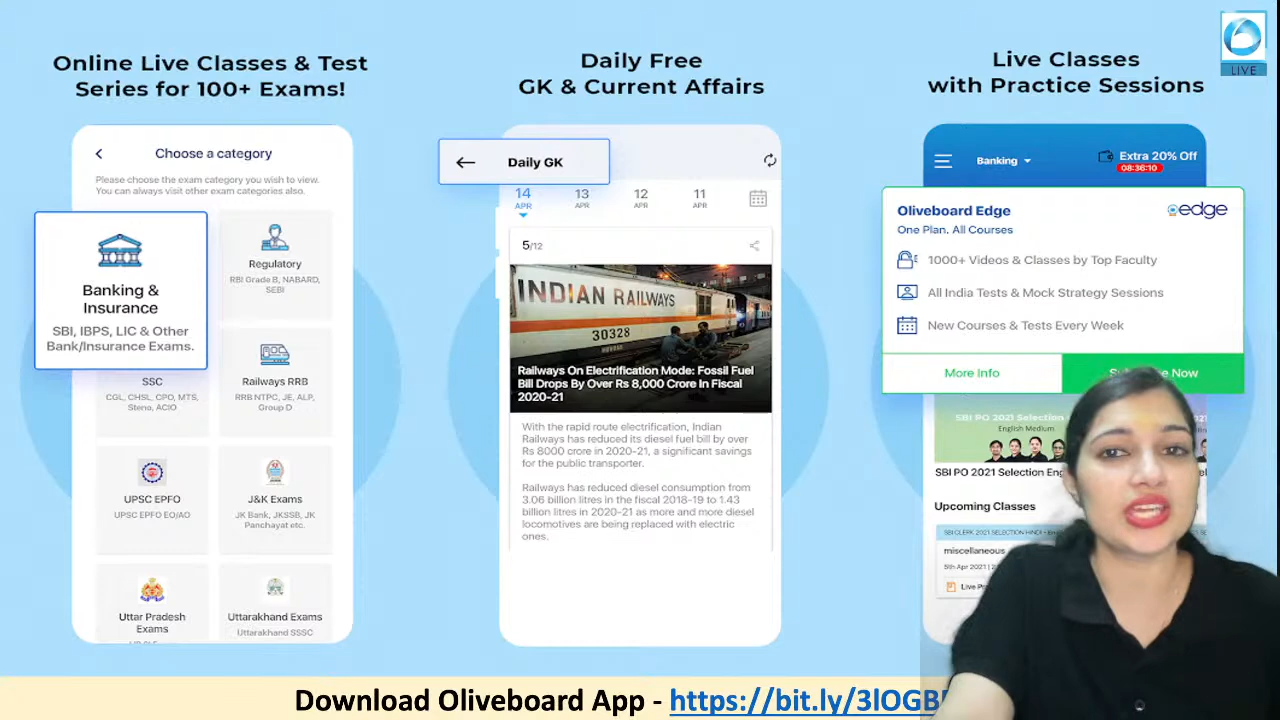 Online Live Classes & Test
Series for 100+ Exams!
Choose a category
Please choose the exam category you wish to view.
You can always visit other exam categories also.
Banking &
Insurance
SBI, IBPS, LIC & Other
Bank/Insurance Exams.
Regulatory
RBI Grade B, NABARD,
SEBI
SSC
CGL, CHSL, CPO, MTS,
Steno, ACIO
Railways RRB
RRB NTPC, JE, ALP,
Group D
UPSC EPFO
UPSC EPFO EO/AO
J&K Exams
JK Bank, JKSSB, JK
Panchayat etc.
Uttar Pradesh
Exams
Uttarakhand Exams
Uttarakhand SSSC
Daily Free
GK & Current Affairs
Daily GK
14 13 12 11
APR APR APR APR
5/12
INDIAN RAILWAYS
30328
Railways On Electrification Mode: Fossil Fuel
Bill Drops By Over Rs 8,000 Crore In Fiscal
2020-21
With the rapid route electrification, Indian
Railways has reduced its diesel fuel bill by over
Rs 8000 crore in 2020-21, a significant savings
for the public transporter.
Railways has reduced diesel consumption from
3.06 billion litres in the fiscal 2018-19 to 1.43
billion litres in 2020-21 as more and more diesel
locomotives are being replaced with electric
ones.
Live Classes
with Practice Sessions
LIVE
Banking
Extra 20% Off
08:36:10
Oliveboard Edge
edge
One Plan. All Courses
1000+ Videos & Classes by Top Faculty
All India Tests & Mock Strategy Sessions
New Courses & Tests Every Week
More Info
Now
SBI PO 2021 Selection
English Medium
SBI PO 2021 Selection
Upcoming Classes
SBI CLERK 2021 SELECTION HINDI
miscellaneous
5th Apr 2021
Live
Download Oliveboard App - https://bit.ly/3lOGB